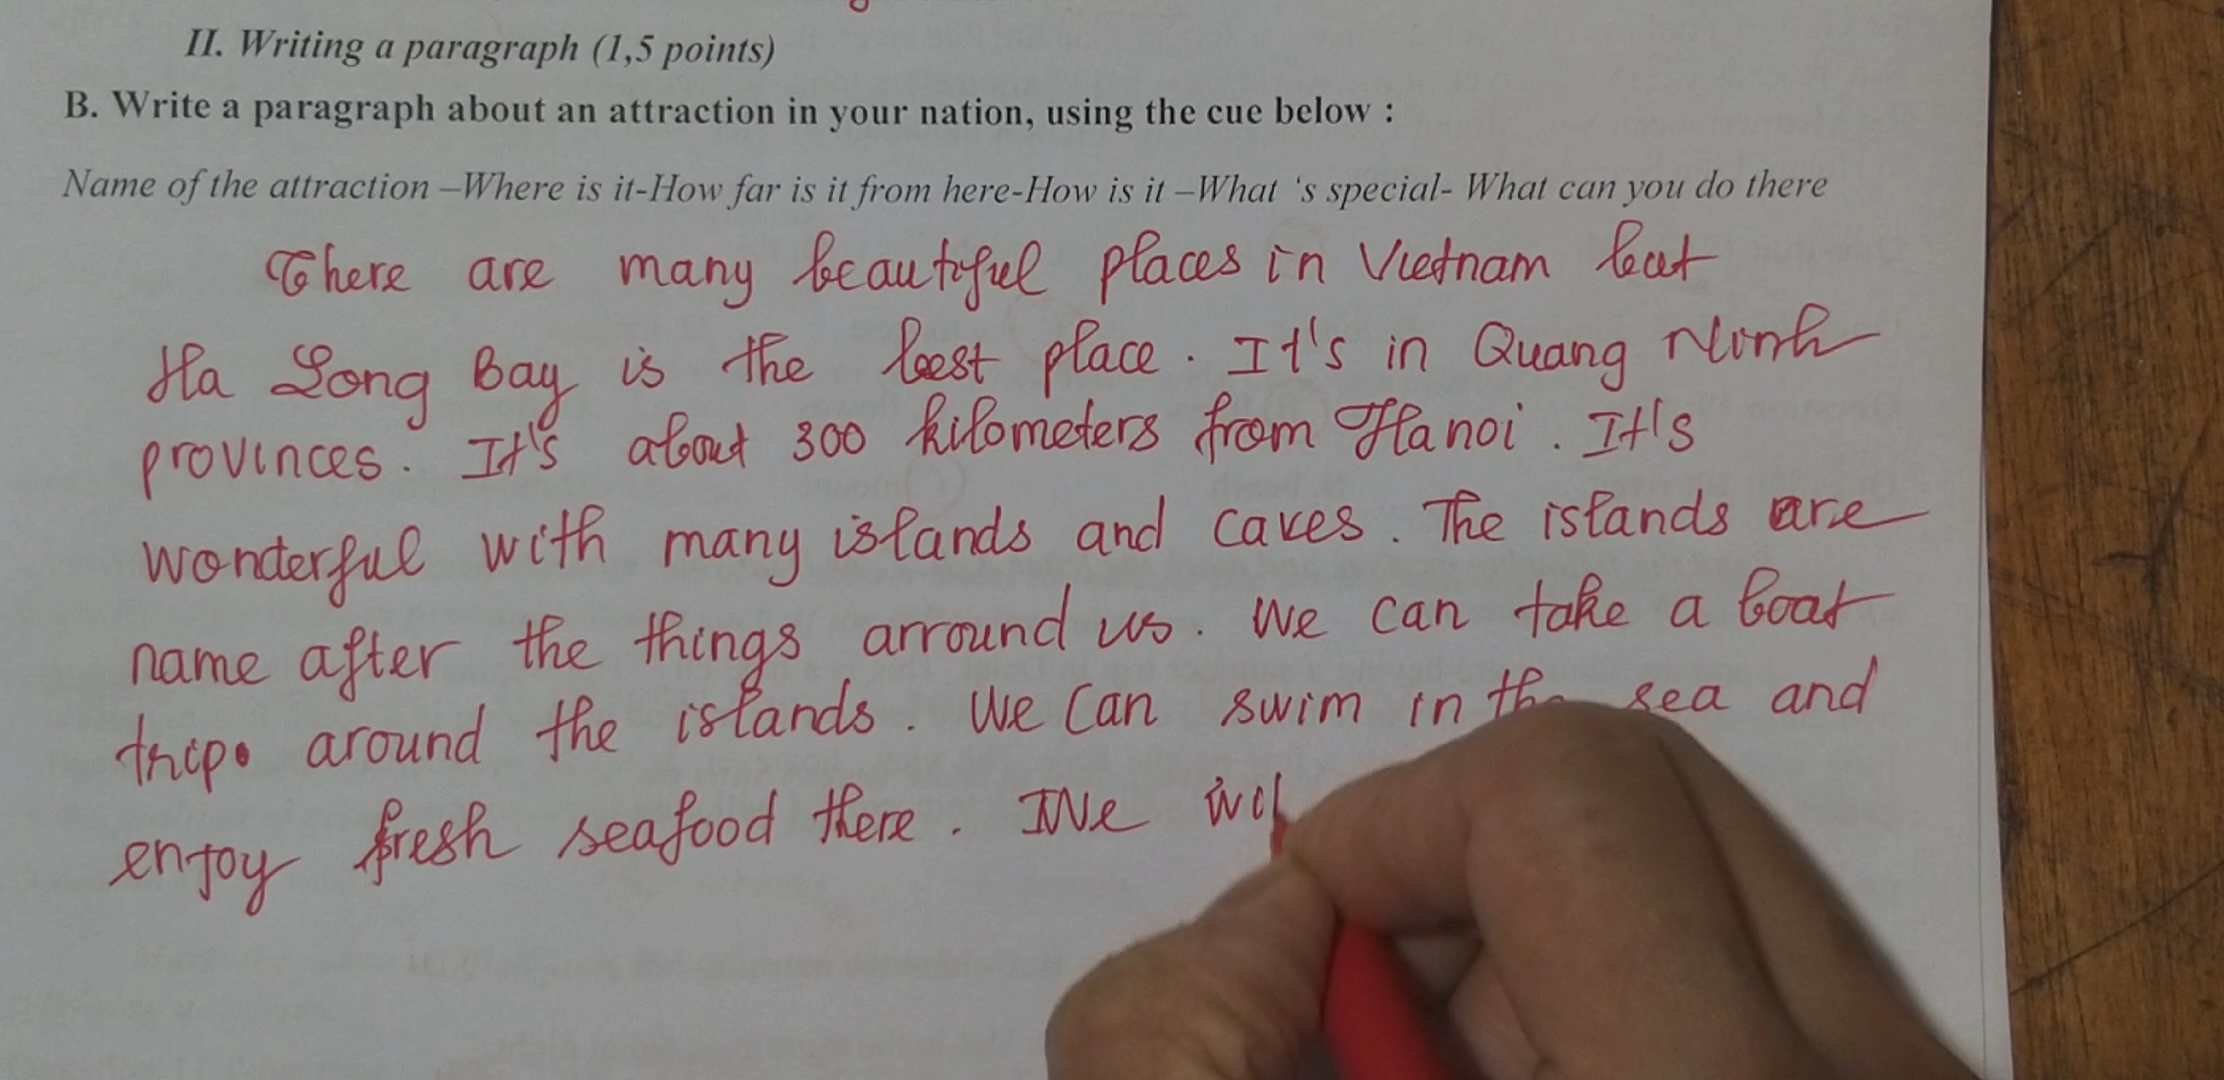 II. Writing a paragraph (1,5 points)
B. Write a paragraph about an attraction in your nation, using the cue below :
Name of the attraction –Where is it-How far is it from here-How is it –What 's special- What can you do there
There are many beautiful places in Vietnam but
Ha Long Bay is the best place. It's in Quang Ninh
provinces. It's about 300 kilometers from Hanoi. It's
wonderful with many islands and caves. The islands are
name after the things arround us. We can take a boat
trip around the islands. We can swim in the sea and
enjoy fresh seafood there. We